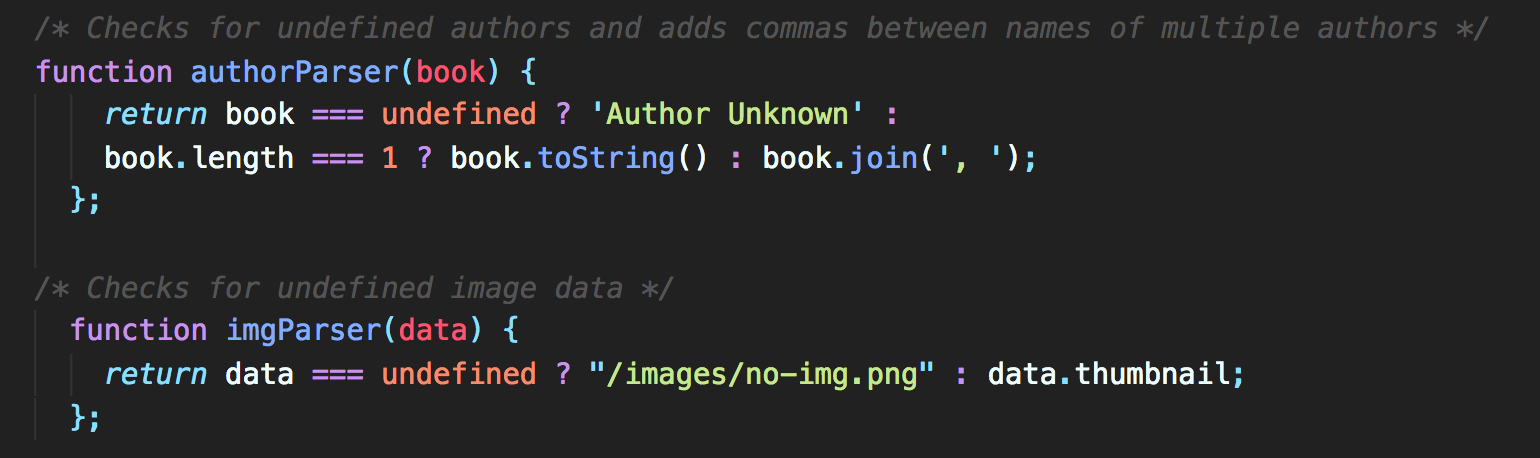 /* Checks for undefined authors and adds commas between names of multiple authors */
function authorParser(book) {
return book === undefined ? 'Author Unknown' :
book.length === 1 ? book.toString() : book.join(', ');
};
/* Checks for undefined image data */
function imgParser(data) {
return data === undefined ? "/images/no-img.png" : data.thumbnail;
};